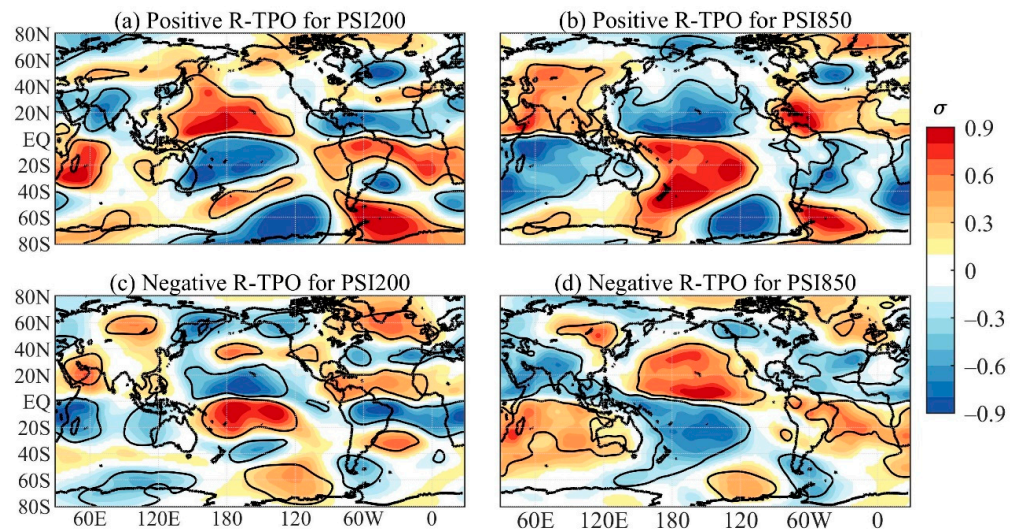 (a) Positive R-TPO for PSI200
(b) Positive R-TPO for PSI850
80N
60N
40N
20N
EQ
20S
40S
60S
80S
σ
0.9
0.6
0.3
0
−0.3
−0.6
−0.9
(c) Negative R-TPO for PSI200
(d) Negative R-TPO for PSI850
80N
60N
40N
20N
EQ
20S
40S
60S
80S
60E 120E 180 120 60W 0
60E 120E 180 120 60W 0